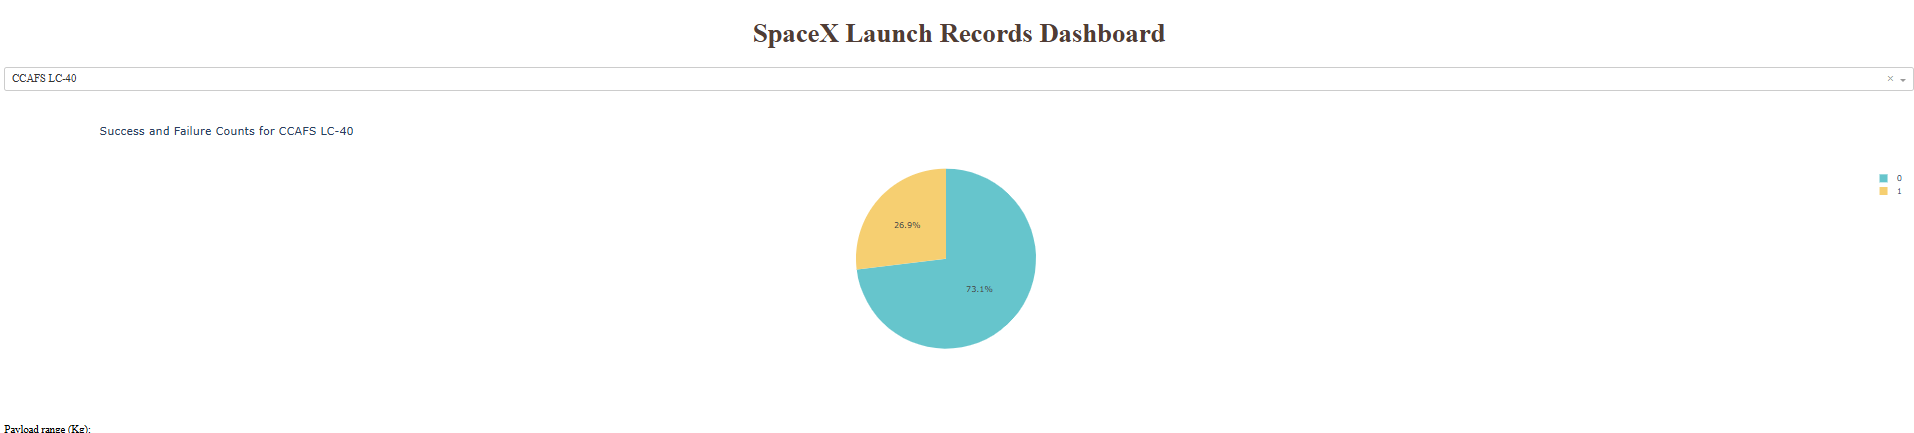 SpaceX Launch Records Dashboard
CCAFS LC-40
× 
Success and Failure Counts for CCAFS LC-40
0
1
26.9%
73.1%
Payload range (Kg):